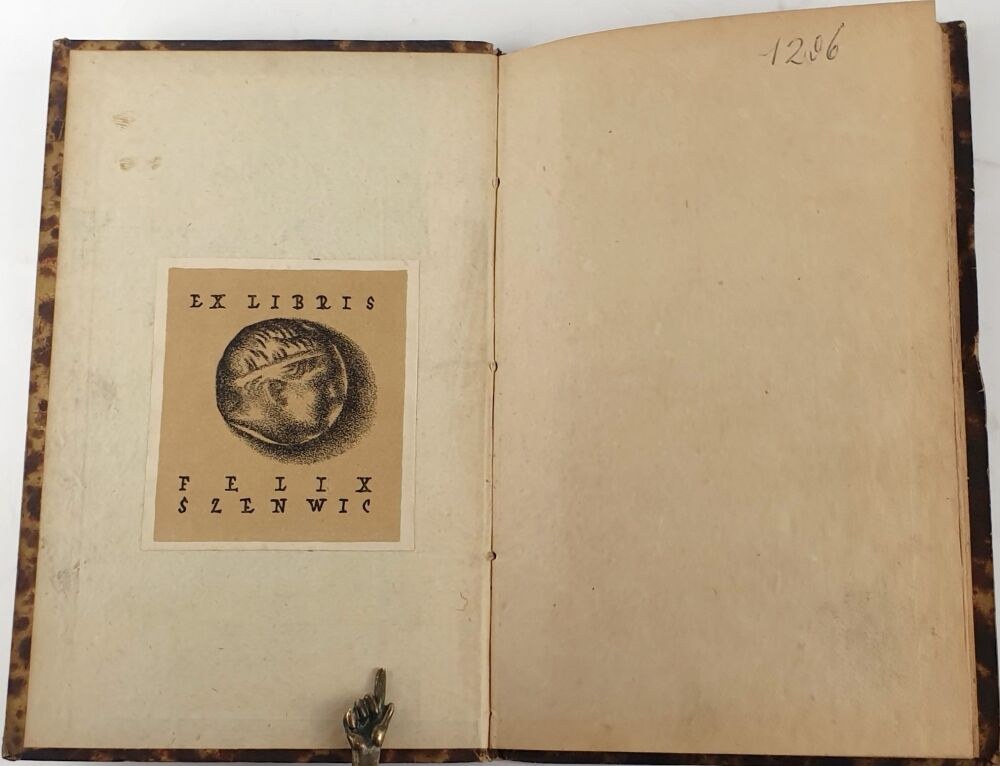 EX LIBRIS
FELIX
SZENWIC
1206